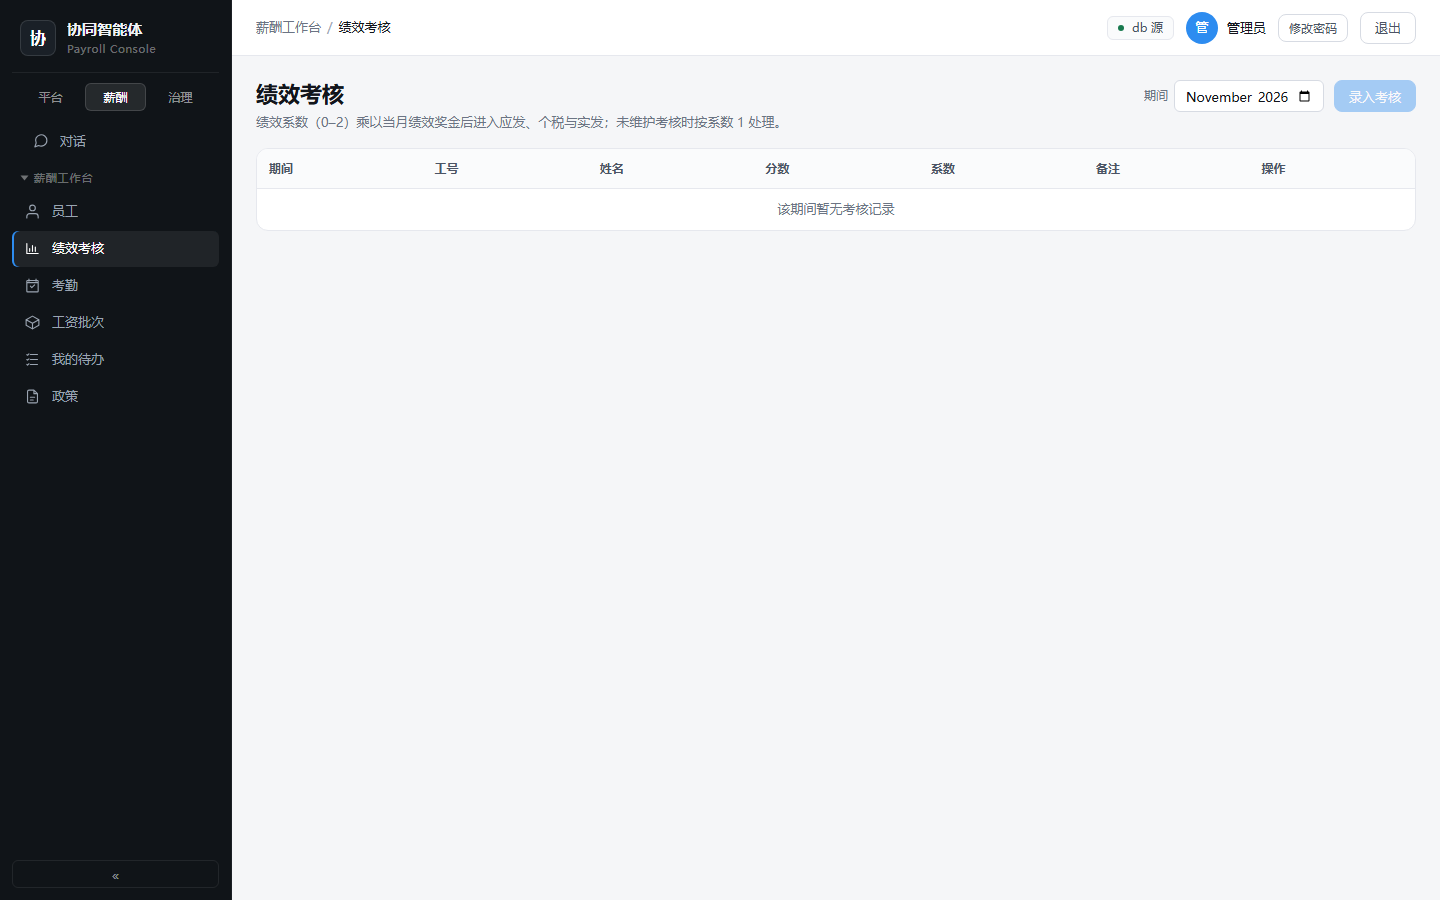 协
协同智能体
Payroll Console
平台 薪酬 治理
对话
薪酬工作台
员工
绩效考核
考勤
工资批次
我的待办
政策
«
薪酬工作台 / 绩效考核
db 源
管
管理员
修改密码
退出
绩效考核
绩效系数（0–2）乘以当月绩效奖金后进入应发、个税与实发；未维护考核时按系数 1 处理。
期间
November 2026
录入考核
期间 工号 姓名 分数 系数 备注 操作
该期间暂无考核记录